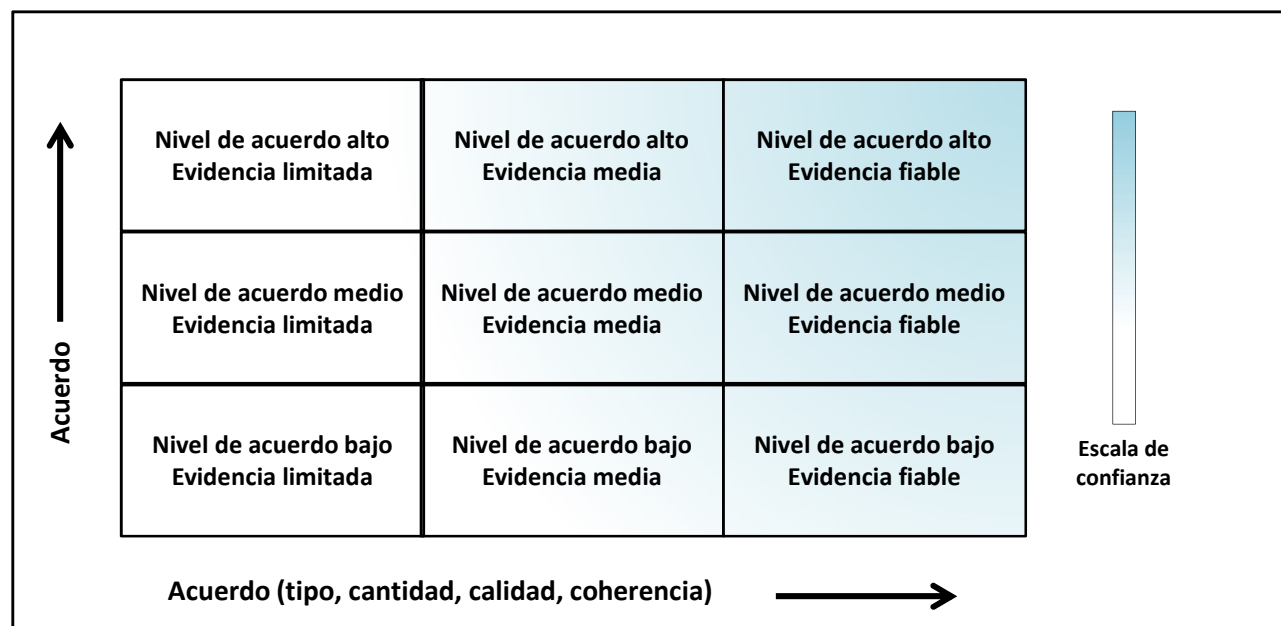 Nivel de acuerdo alto
Evidencia limitada
Nivel de acuerdo alto
Evidencia media
Nivel de acuerdo alto
Evidencia fiable
Nivel de acuerdo medio
Evidencia limitada
Nivel de acuerdo medio
Evidencia media
Nivel de acuerdo medio
Evidencia fiable
Nivel de acuerdo bajo
Evidencia limitada
Nivel de acuerdo bajo
Evidencia media
Nivel de acuerdo bajo
Evidencia fiable
Acuerdo
Escala de
confianza
Acuerdo (tipo, cantidad, calidad, coherencia)